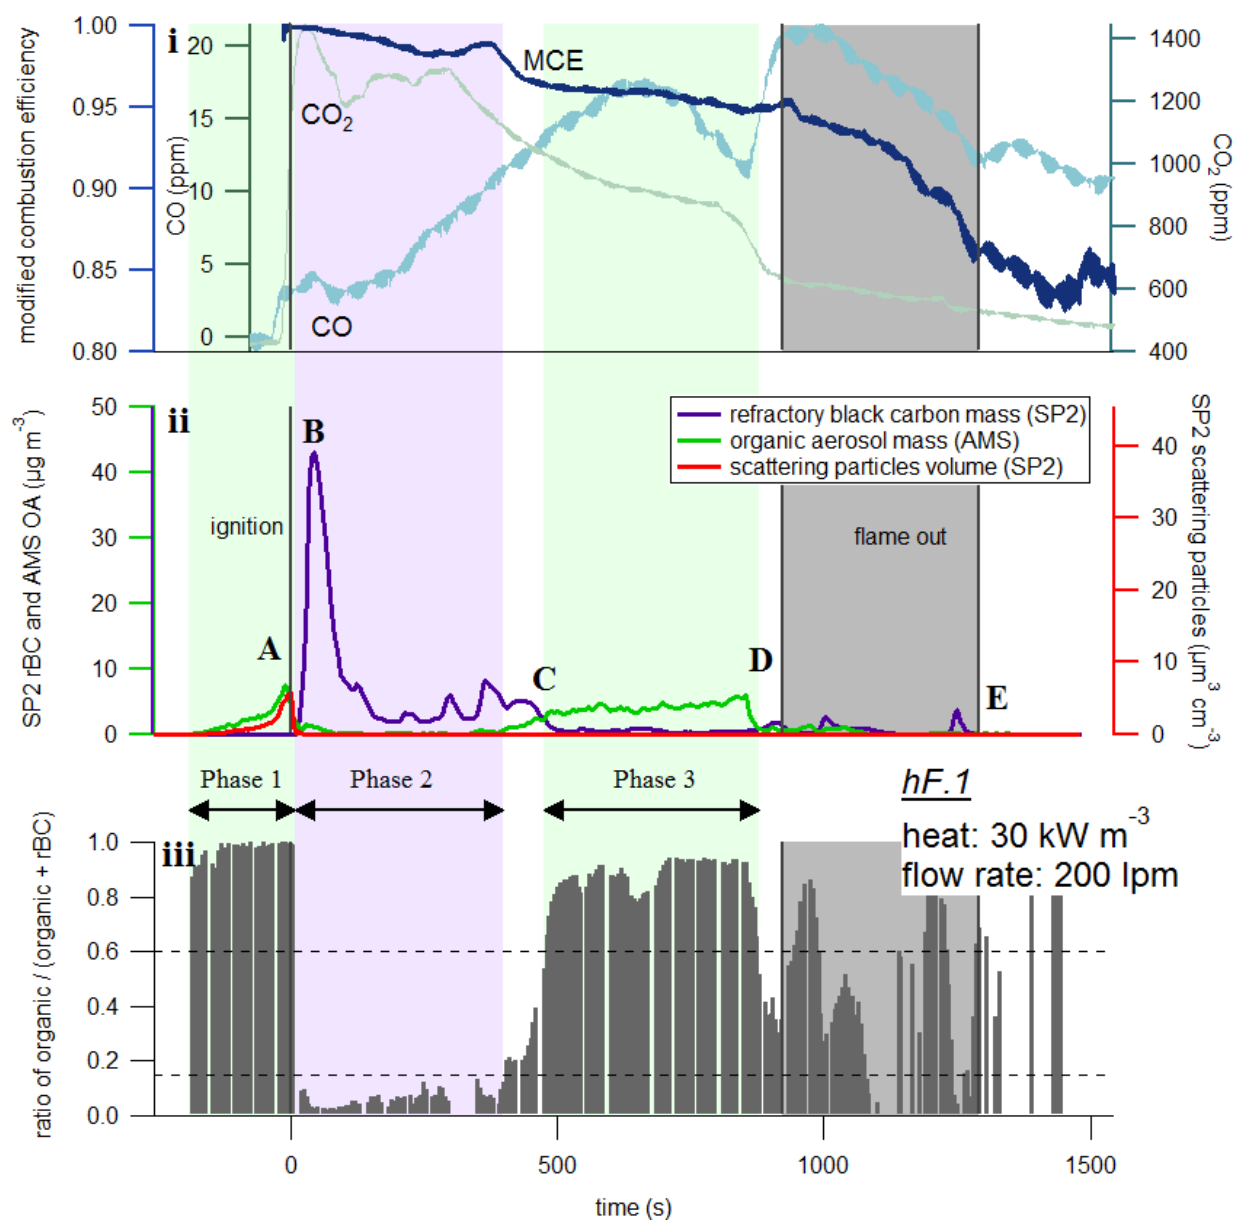 i
modified combustion efficiency
1.00
0.95
0.90
0.85
0.80
CO (ppm)
20
15
10
5
0
MCE
CO₂
CO
1400
1200
1000
800
600
400
CO₂ (ppm)
ii
SP2 rBC and AMS OA (µg m⁻³)
50
40
30
20
10
0
refractory black carbon mass (SP2)
organic aerosol mass (AMS)
scattering particles volume (SP2)
A
B
C
D
E
ignition
flame out
40
30
20
10
0
SP2 scattering particles (µm³ cm⁻³)
Phase 1
Phase 2
Phase 3
hF.1
heat: 30 kW m⁻³
flow rate: 200 lpm
iii
ratio of organic / (organic + rBC)
1.0
0.8
0.6
0.4
0.2
0.0
0
500
1000
1500
time (s)